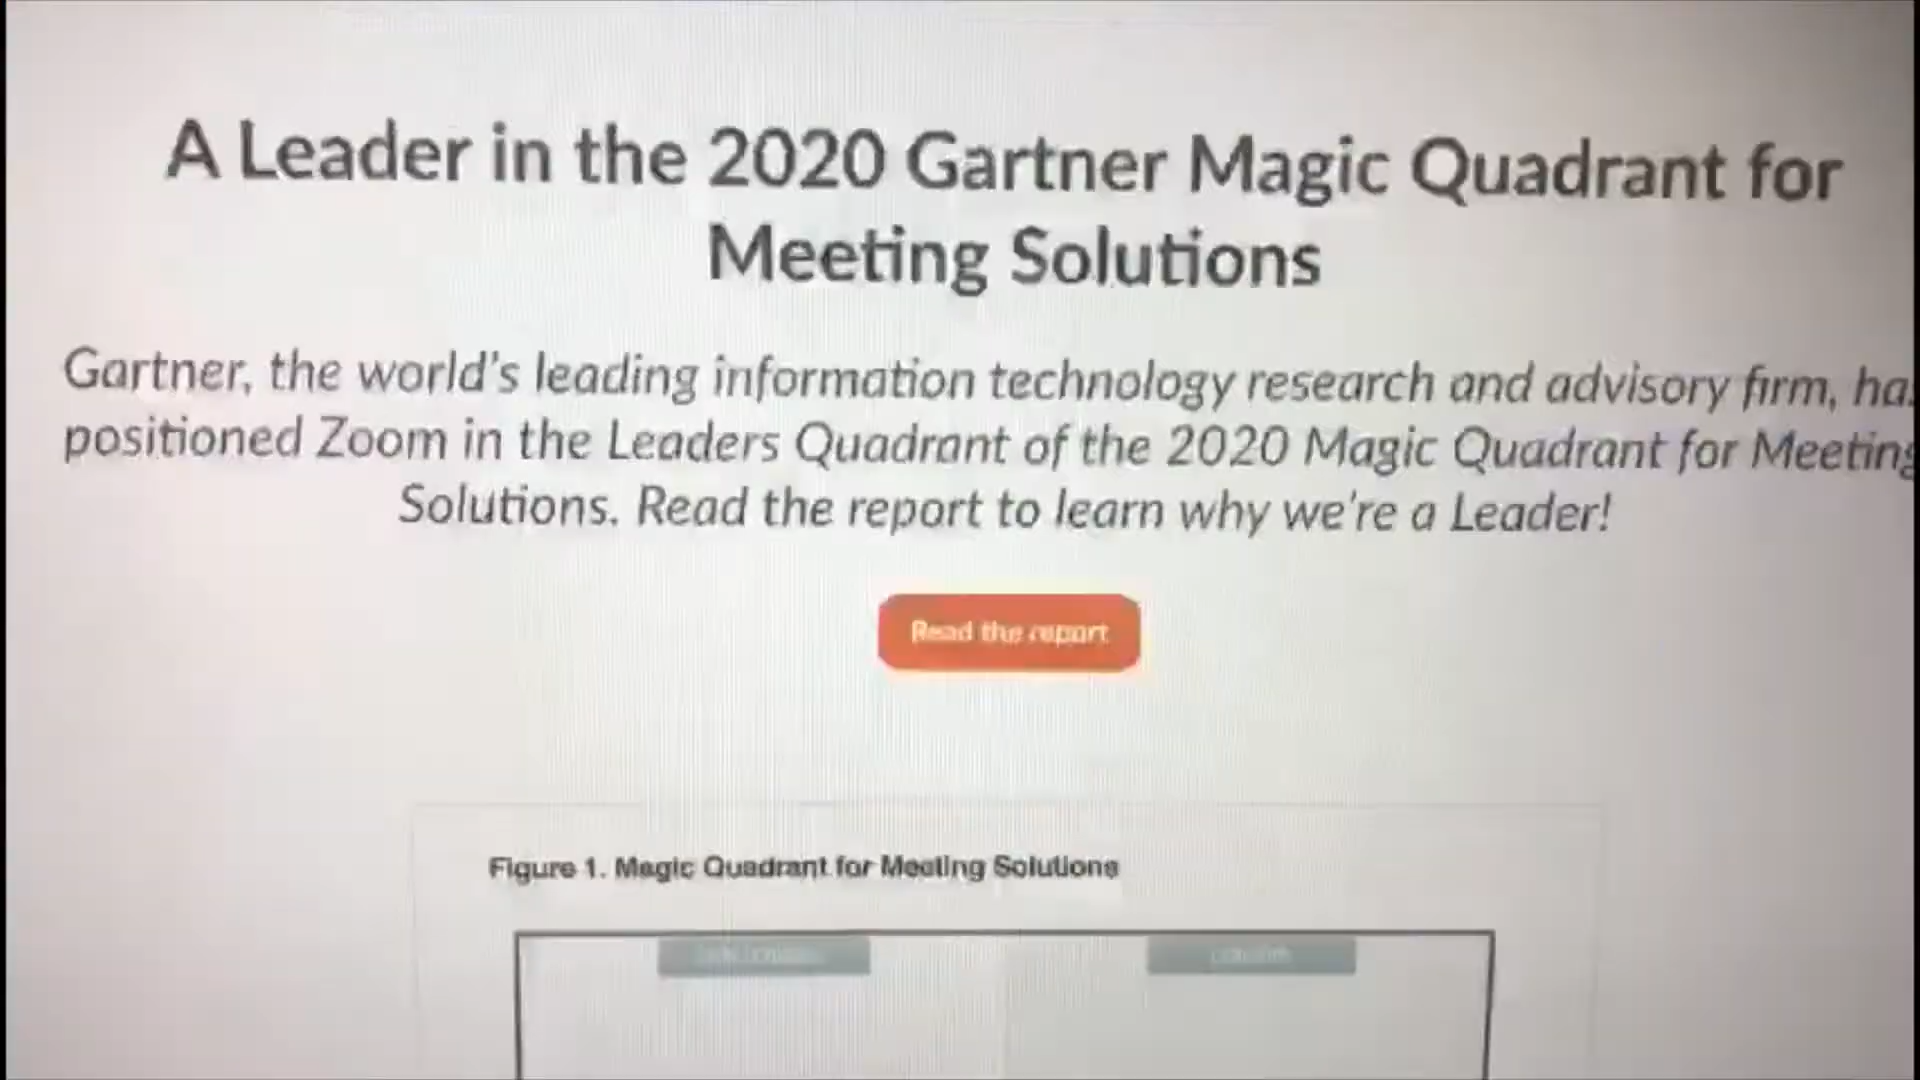 A Leader in the 2020 Gartner Magic Quadrant for
Meeting Solutions
Gartner, the world's leading information technology research and advisory firm, ha
positioned Zoom in the Leaders Quadrant of the 2020 Magic Quadrant for Meeting
Solutions. Read the report to learn why we're a Leader!
Read the report
Figure 1. Magic Quadrant for Meeting Solutions